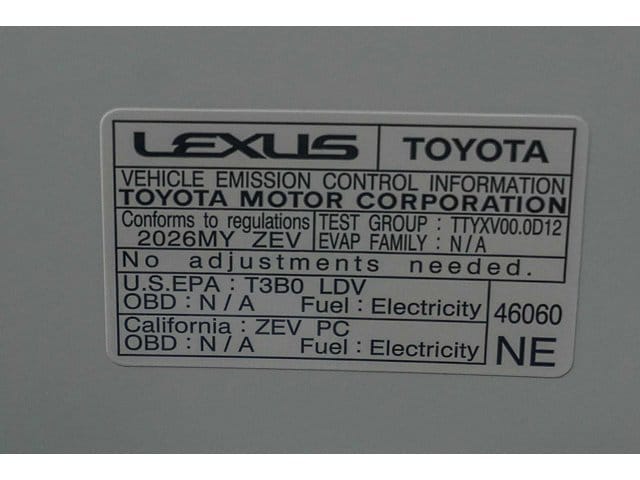 LEXUS TOYOTA
VEHICLE EMISSION CONTROL INFORMATION
TOYOTA MOTOR CORPORATION
Conforms to regulations TEST GROUP : TTYXV00.0D12
2026MY ZEV EVAP FAMILY : N/A
No adjustments needed.
U.S.EPA : T3B0 LDV
OBD : N/A Fuel : Electricity 46060
California : ZEV PC
OBD : N/A Fuel : Electricity NE